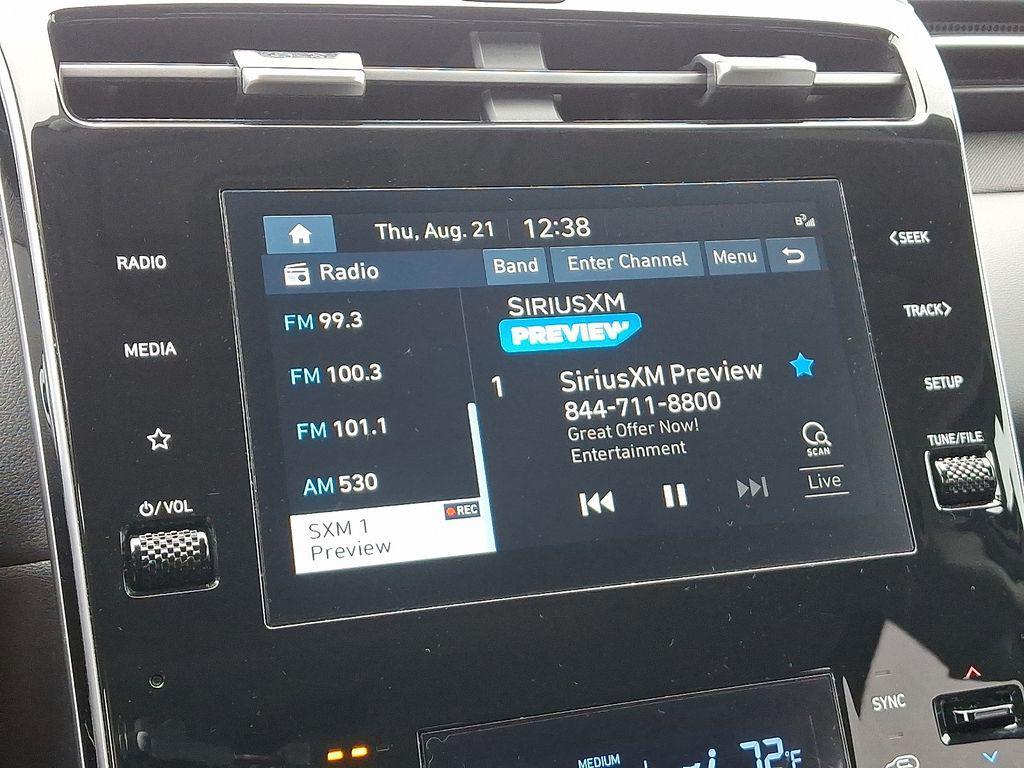 Thu, Aug. 21 12:38
RADIO
Radio
Band
Enter Channel
Menu
<SEEK
FM 99.3
SIRIUSXM
PREVIEW
TRACK>
MEDIA
FM 100.3
1
SiriusXM Preview
844-711-8800
Great Offer Now!
Entertainment
SETUP
FM 101.1
SCAN
TUNE/FILE
AM 530
Live
/VOL
SXM 1
REC
Preview
SYNC
MEDIUM
72°F